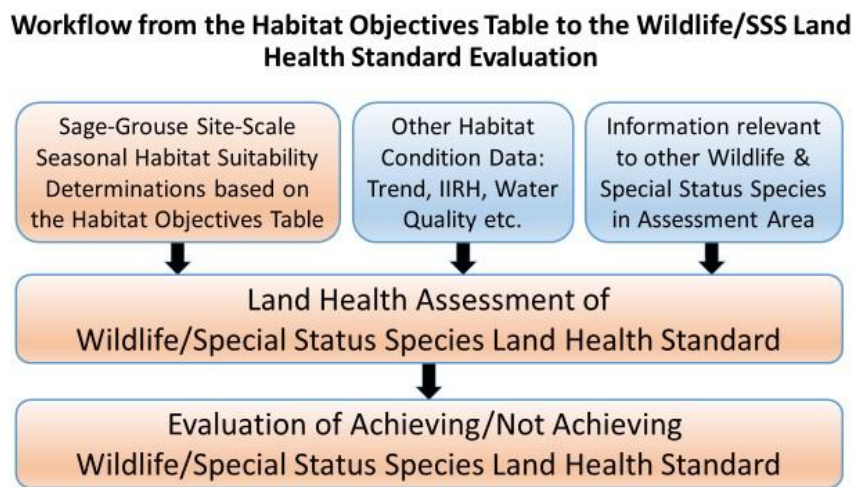 Workflow from the Habitat Objectives Table to the Wildlife/SSS Land
Health Standard Evaluation
Sage-Grouse Site-Scale
Seasonal Habitat Suitability
Determinations based on
the Habitat Objectives Table
Other Habitat
Condition Data:
Trend, IIRH, Water
Quality etc.
Information relevant
to other Wildlife &
Special Status Species
in Assessment Area
Land Health Assessment of
Wildlife/Special Status Species Land Health Standard
Evaluation of Achieving/Not Achieving
Wildlife/Special Status Species Land Health Standard